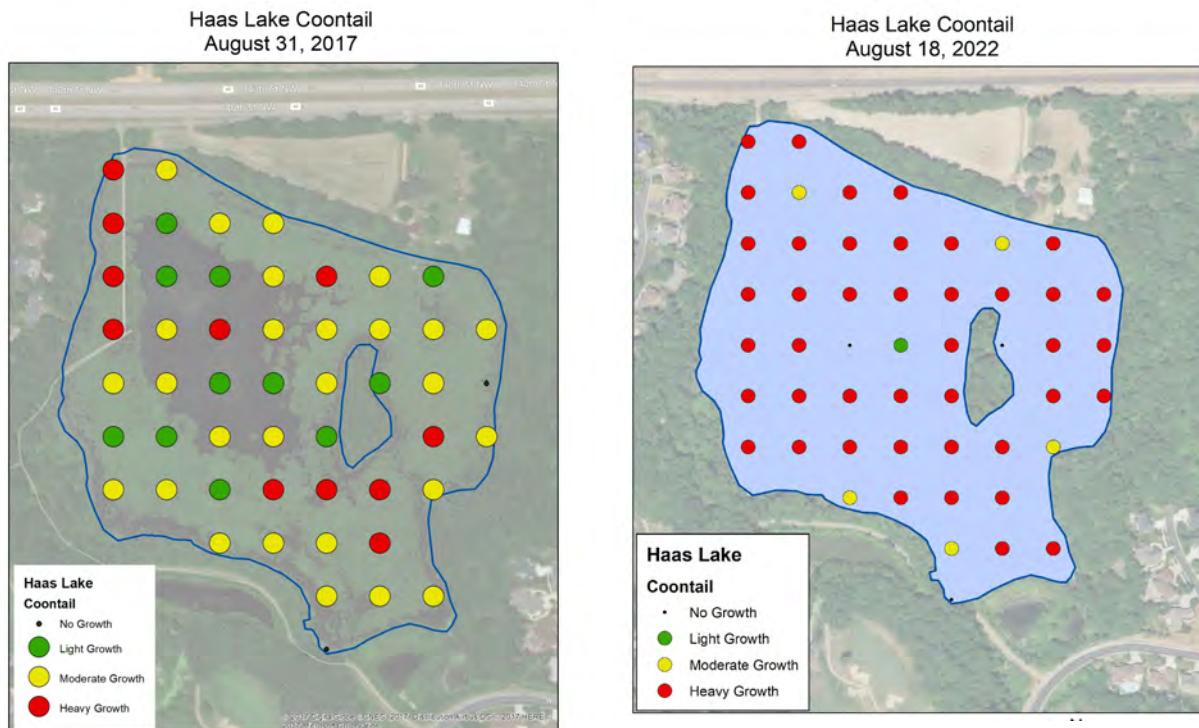 Haas Lake Coontail
August 31, 2017
Haas Lake
Coontail
No Growth
Light Growth
Moderate Growth
Heavy Growth
Haas Lake Coontail
August 18, 2022
Haas Lake
Coontail
No Growth
Light Growth
Moderate Growth
Heavy Growth